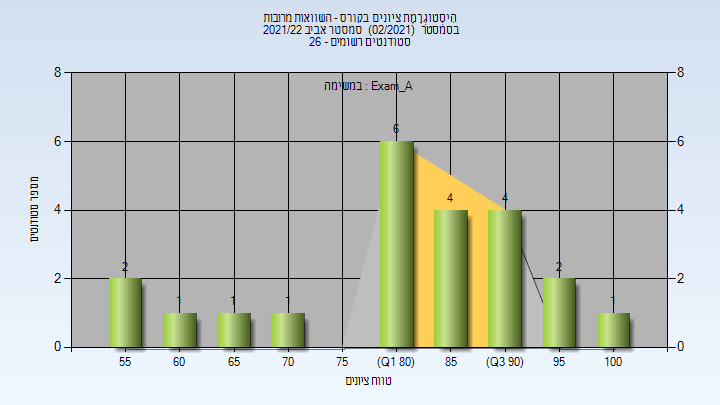 היסטוגרמת ציונים בקורס - השוואות מרובות
בסמסטר (02/2021) סמסטר אביב 2021/22
סטודנטים רשומים - 26
במשימה : Exam_A
8 8
6 6
4 4
2 2
0 0
6
4 4
2 2
1 1 1 1
מספר סטודנטים
55 60 65 70 75 (Q1 80) 85 (Q3 90) 95 100
טווח ציונים